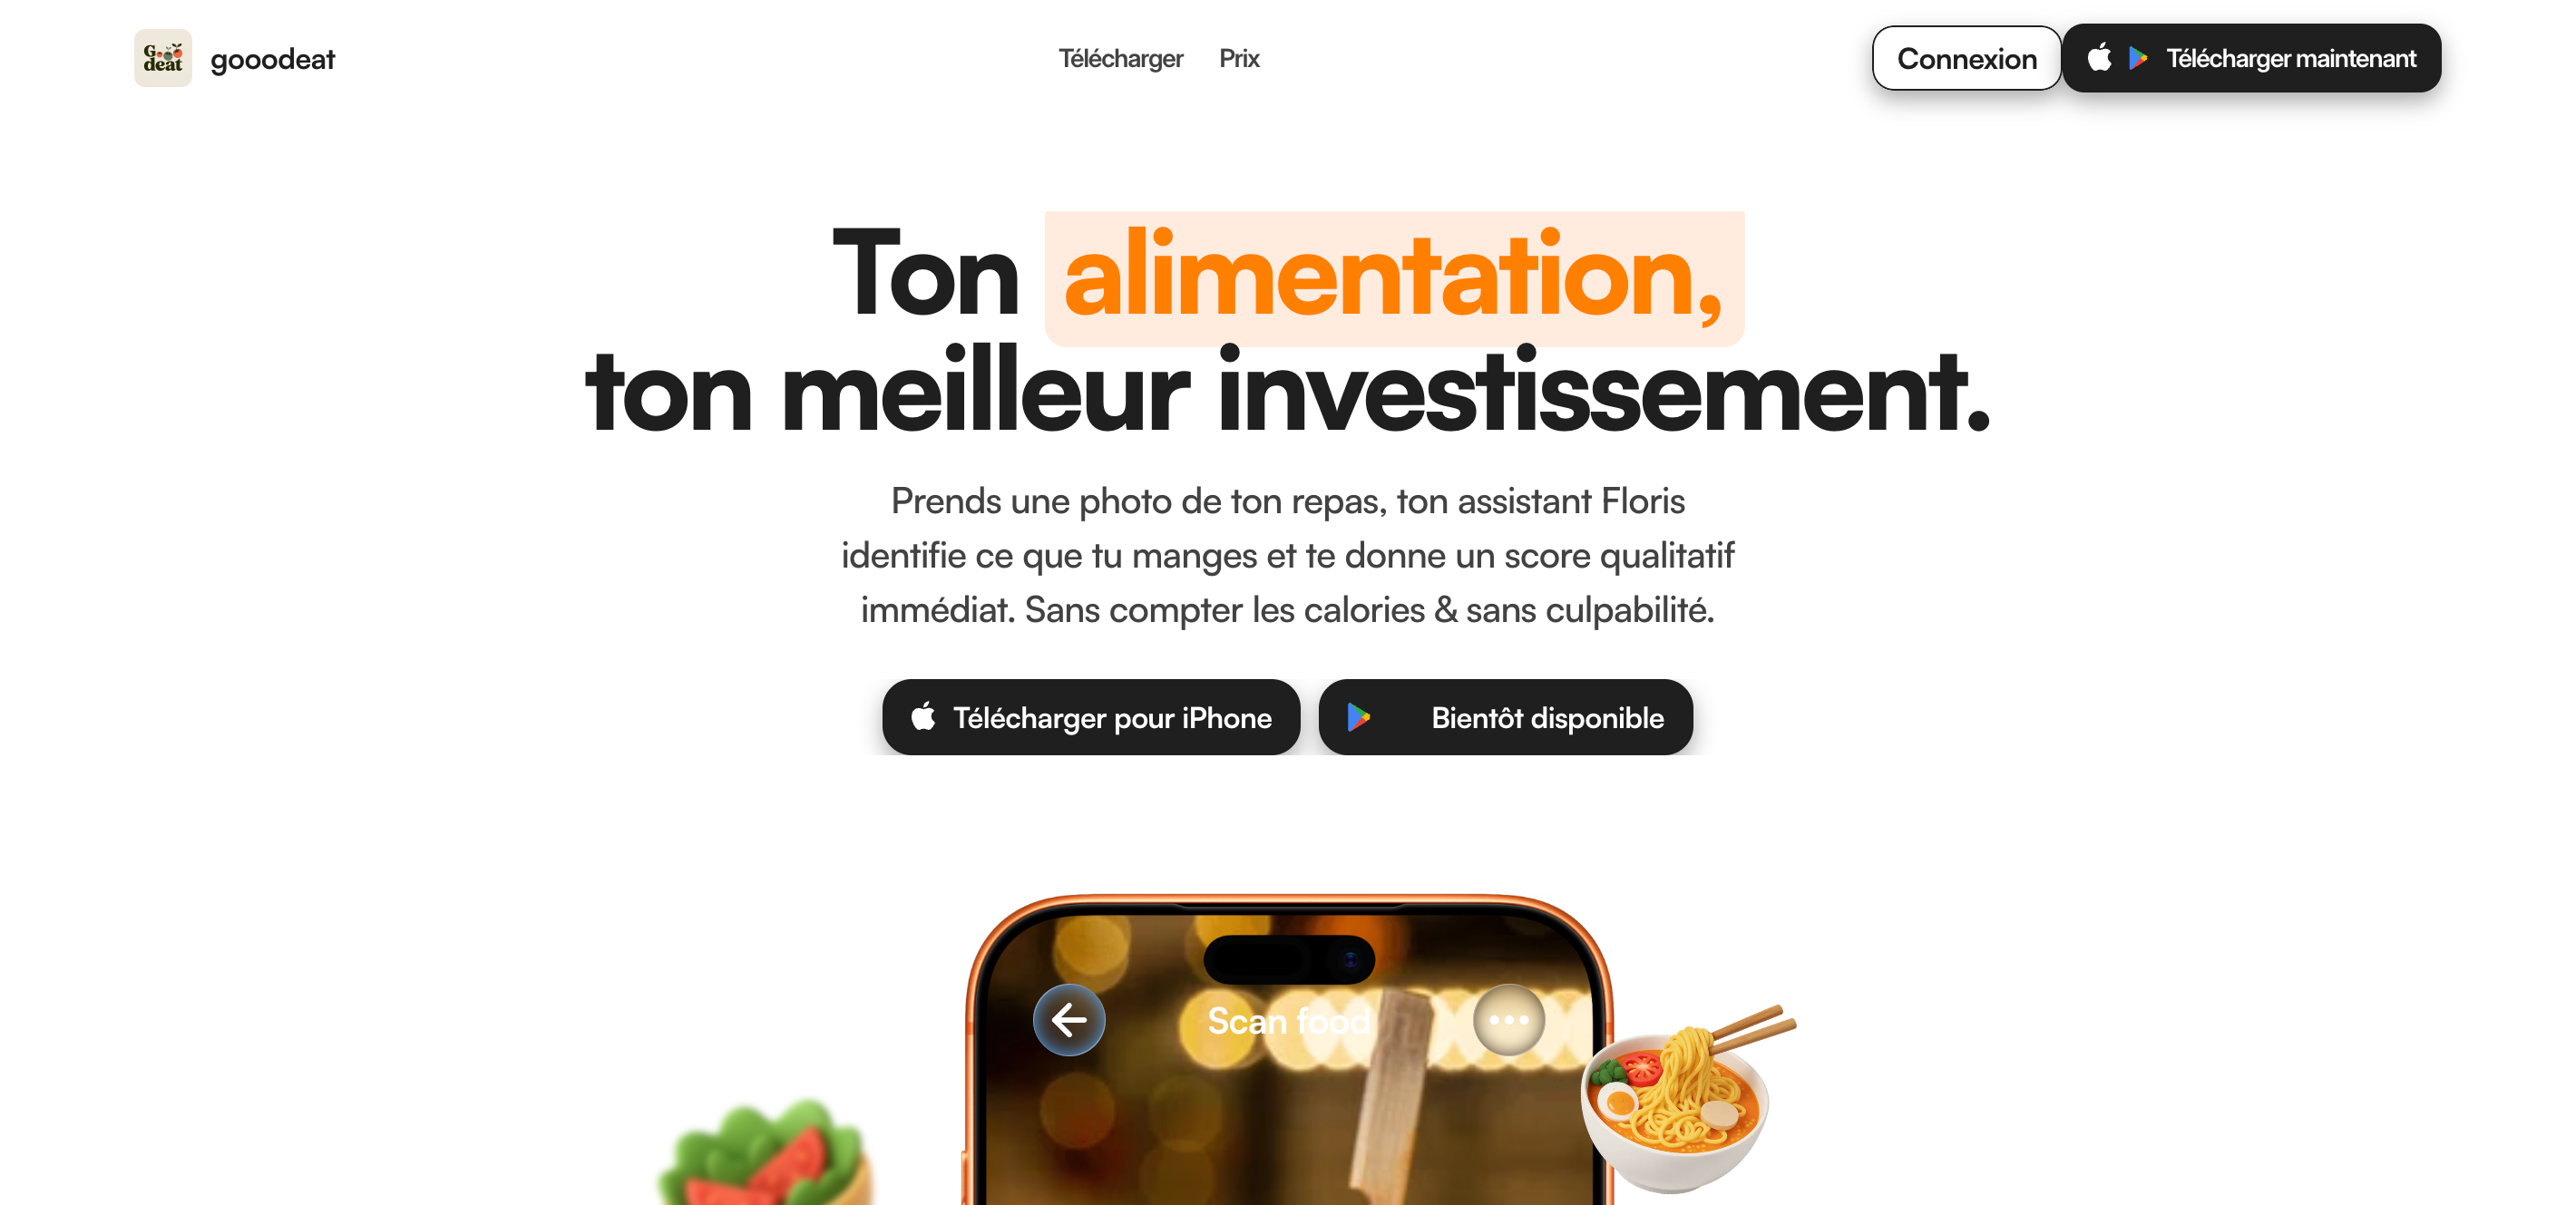 Gooodeat
gooodeat
Télécharger
Prix
Connexion
Télécharger maintenant
Ton alimentation,
ton meilleur investissement.
Prends une photo de ton repas, ton assistant Floris
identifie ce que tu manges et te donne un score qualitatif
immédiat. Sans compter les calories & sans culpabilité.
Télécharger pour iPhone
Bientôt disponible
Scan food